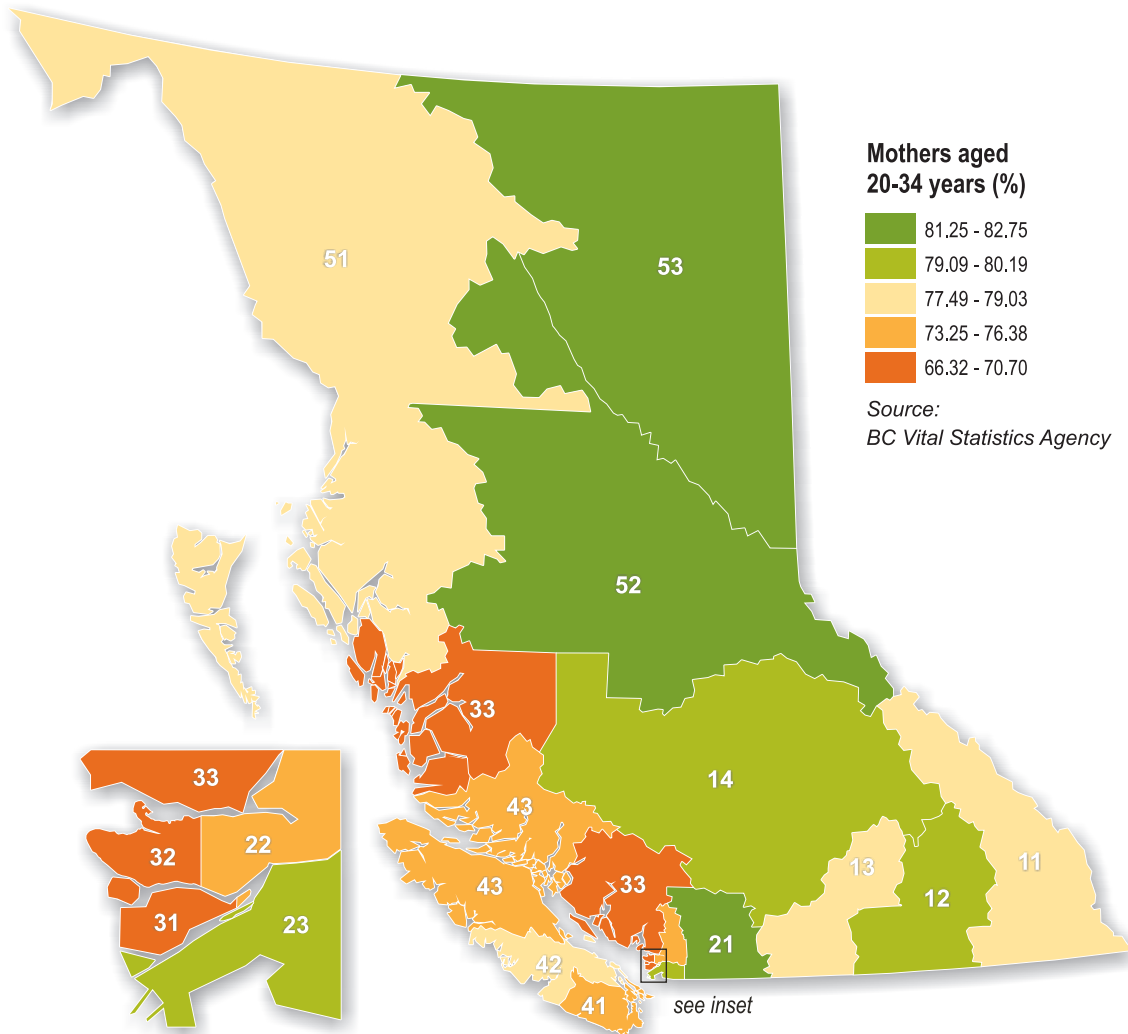 Mothers aged
20-34 years (%)
81.25 - 82.75
79.09 - 80.19
77.49 - 79.03
73.25 - 76.38
66.32 - 70.70
Source:
BC Vital Statistics Agency
51
53
52
33
14
43
43
33
13
12
11
21
42
41
see inset
33
32
22
31
23